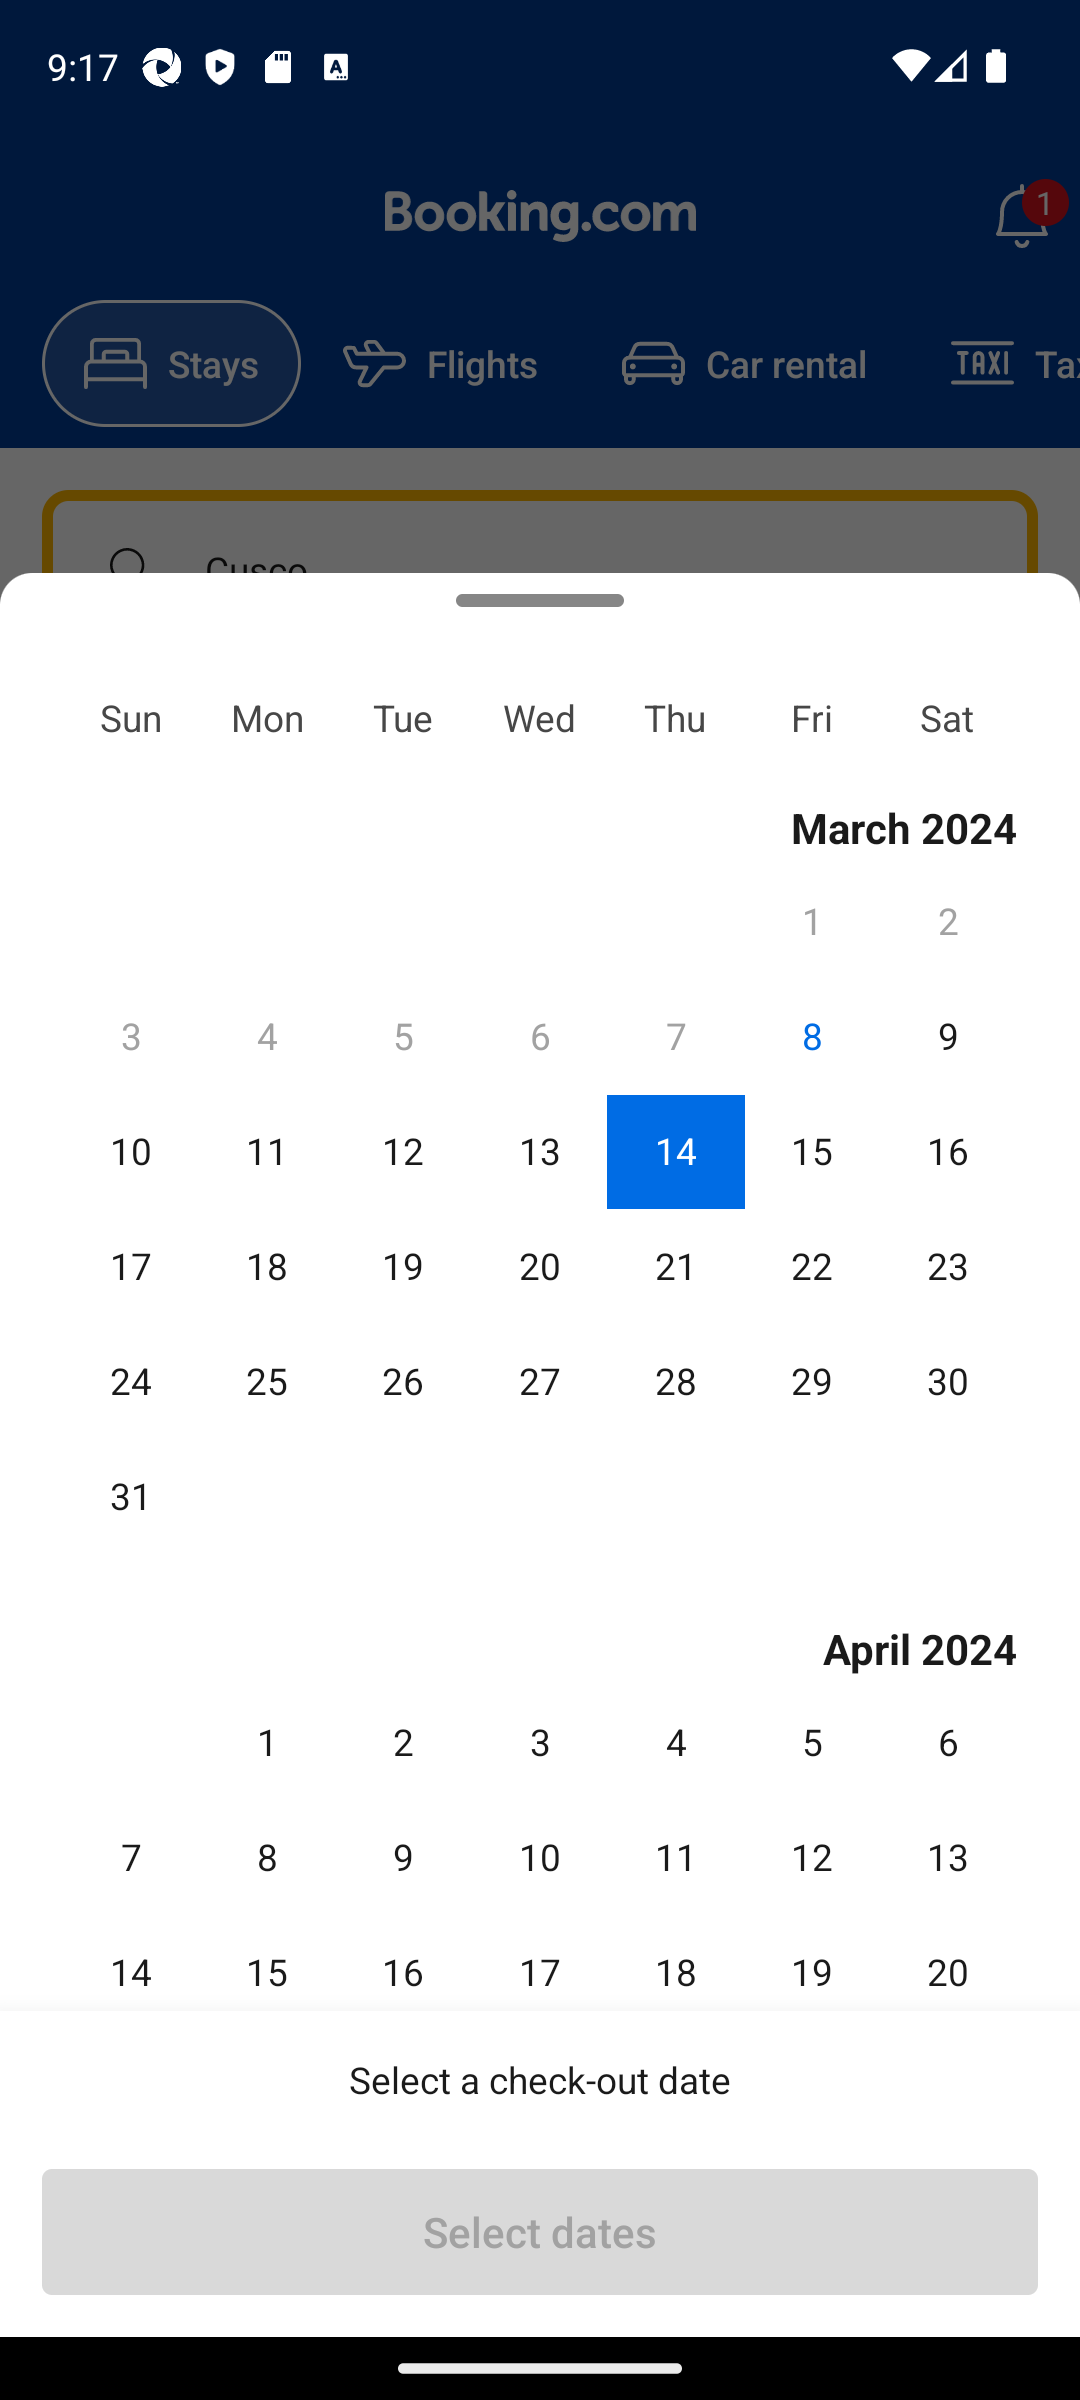 9:17
Booking.com
1
Stays Flights Car rental TAXI
Cusco
Sun Mon Tue Wed Thu Fri Sat
March 2024
1 2
3 4 5 6 7 8 9
10 11 12 13 14 15 16
17 18 19 20 21 22 23
24 25 26 27 28 29 30
31
April 2024
1 2 3 4 5 6
7 8 9 10 11 12 13
14 15 16 17 18 19 20
Select a check-out date
Select dates